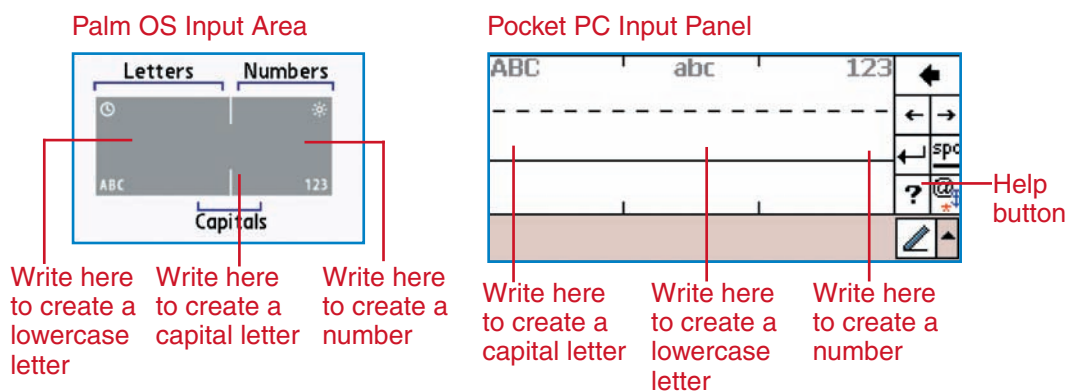 Palm OS Input Area
Letters Numbers
ABC 123
Capitals
Write here
to create a
lowercase
letter
Write here
to create a
capital letter
Write here
to create a
number
Pocket PC Input Panel
ABC abc 123
spc
?
@
*
Help
button
Write here
to create a
capital letter
Write here
to create a
lowercase
letter
Write here
to create a
number